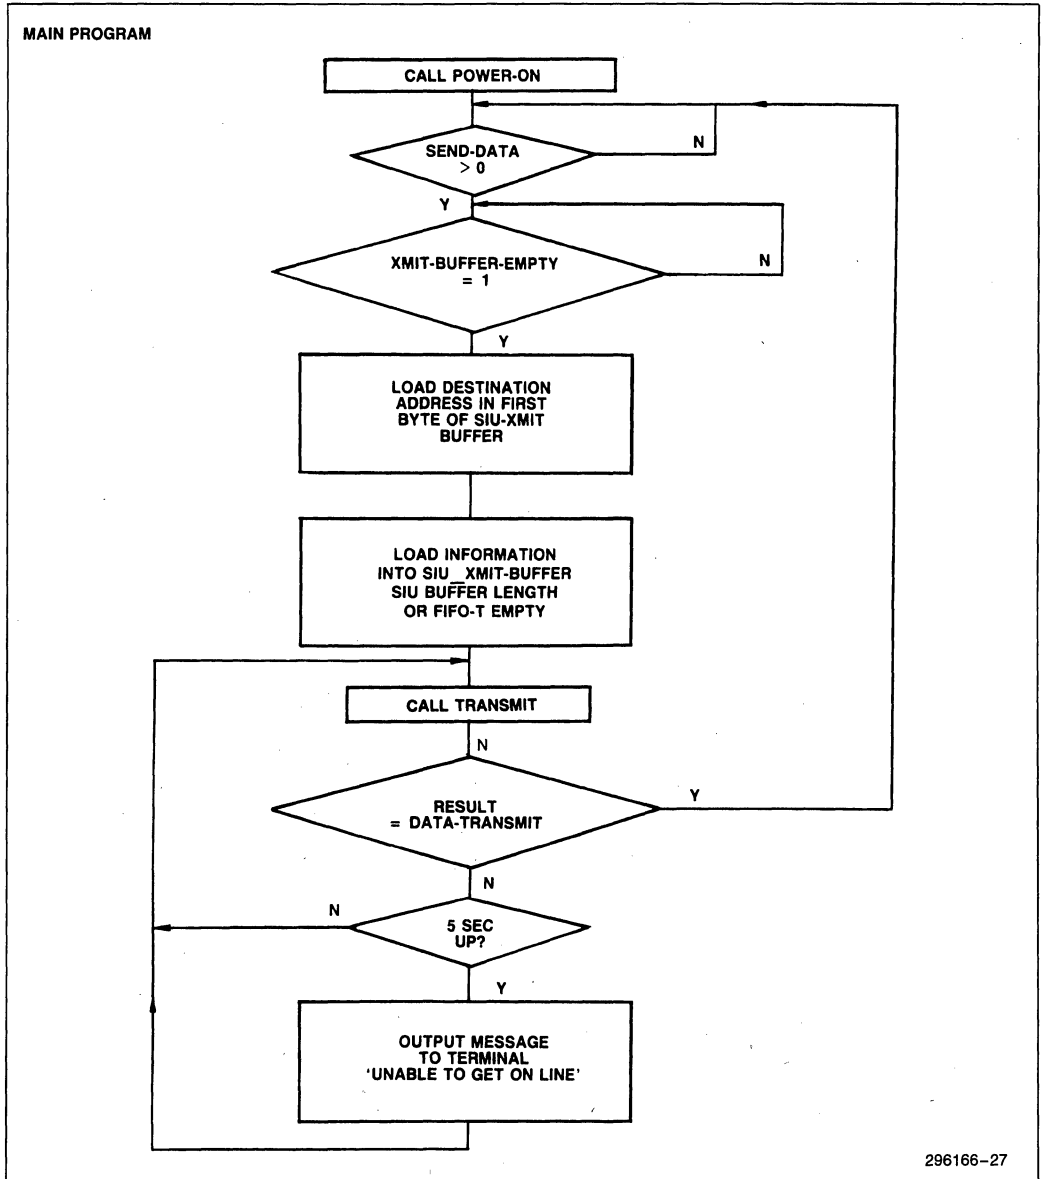 MAIN PROGRAM
CALL POWER-ON
SEND-DATA
> 0
N
Y
XMIT-BUFFER-EMPTY
= 1
N
Y
LOAD DESTINATION
ADDRESS IN FIRST
BYTE OF SIU-XMIT
BUFFER
LOAD INFORMATION
INTO SIU_XMIT-BUFFER
SIU BUFFER LENGTH
OR FIFO-T EMPTY
CALL TRANSMIT
N
RESULT
= DATA-TRANSMIT
Y
N
N
5 SEC
UP?
Y
OUTPUT MESSAGE
TO TERMINAL
'UNABLE TO GET ON LINE'
296166-27